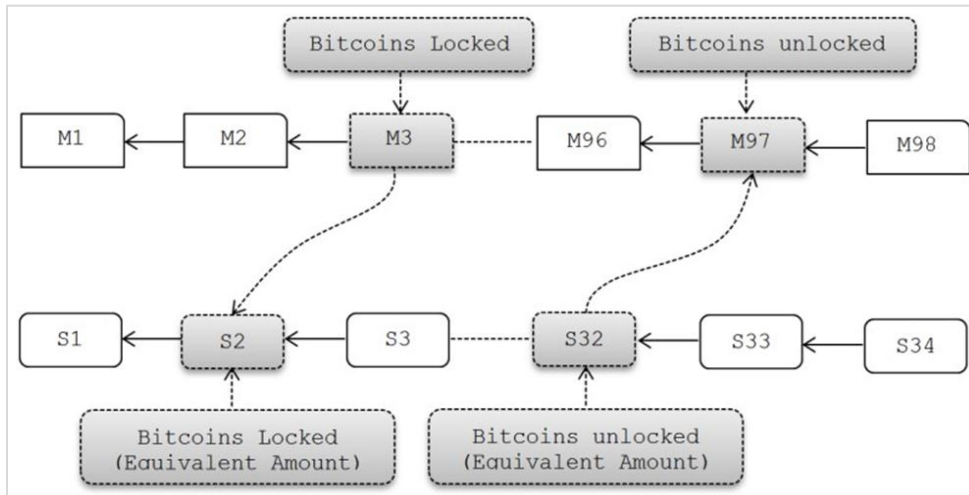 Bitcoins Locked
Bitcoins unlocked
M1
M2
M3
M96
M97
M98
S1
S2
S3
S32
S33
S34
Bitcoins Locked
(Equivalent Amount)
Bitcoins unlocked
(Equivalent Amount)